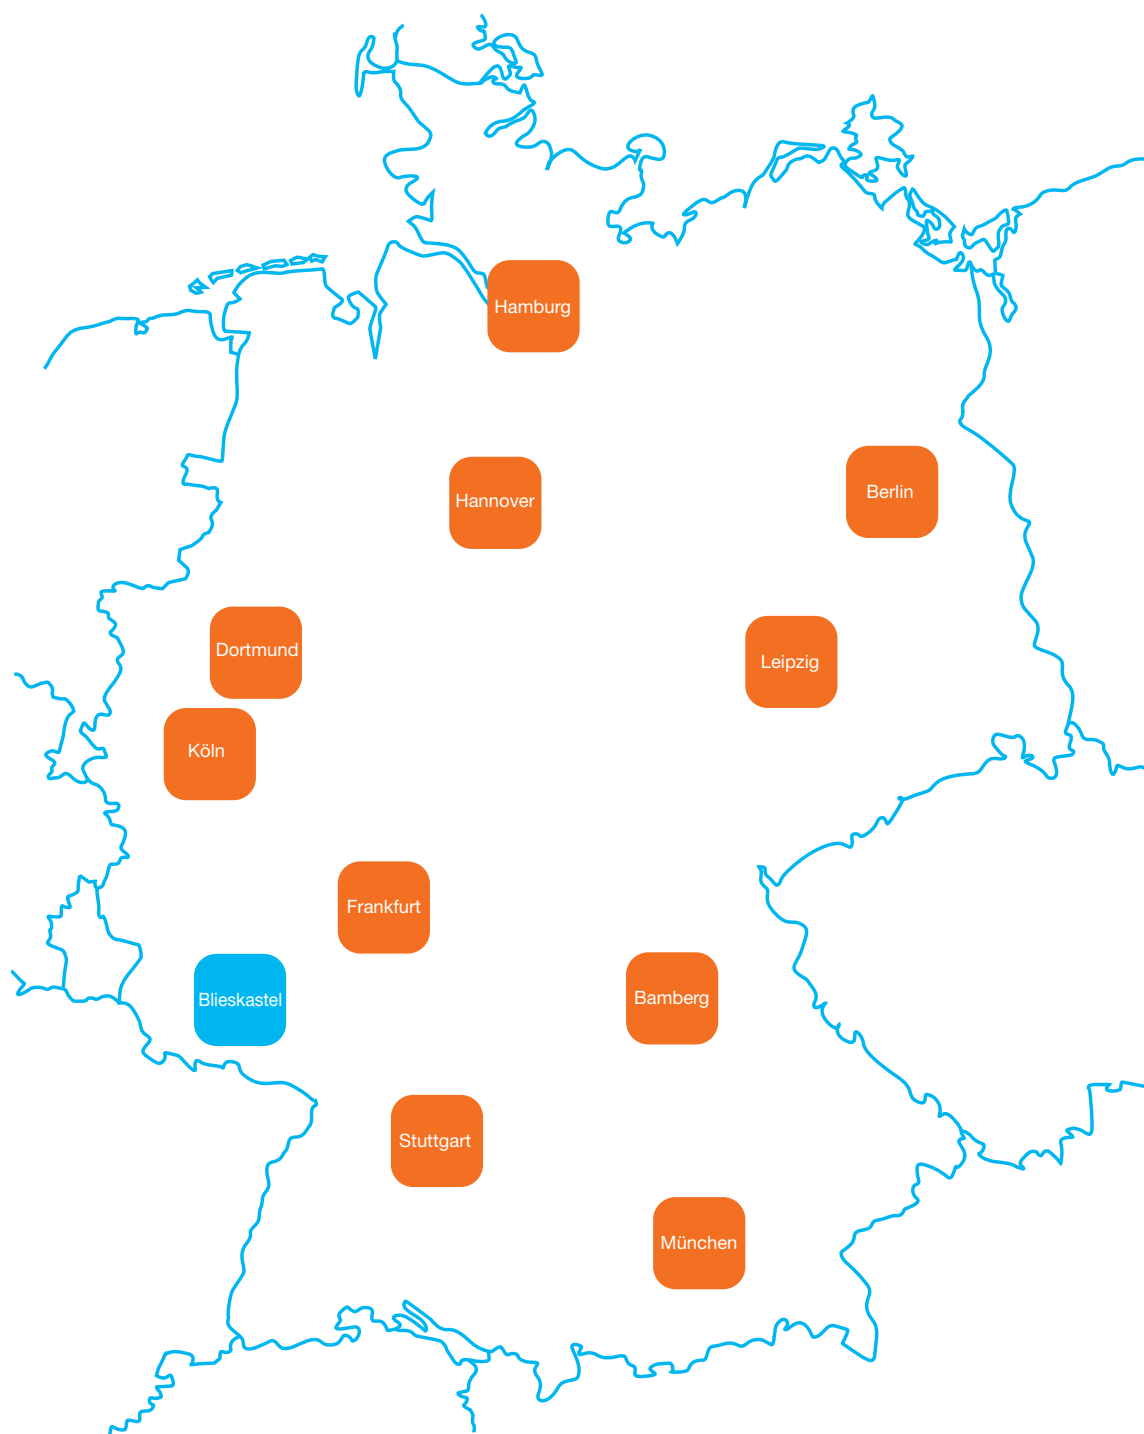 Hamburg
Berlin
Hannover
Dortmund
Leipzig
Köln
Frankfurt
Bamberg
Blieskastel
Stuttgart
München